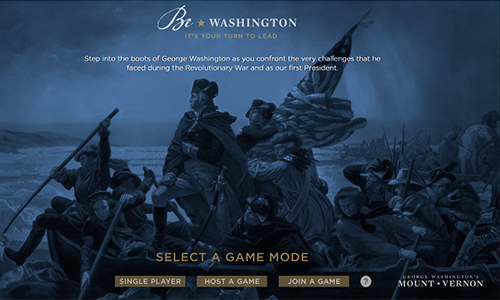 Be ★ WASHINGTON
IT'S YOUR TURN TO LEAD
Step into the boots of George Washington as you confront the very challenges that he
faced during the Revolutionary War and as our first President.
SELECT A GAME MODE
SINGLE PLAYER HOST A GAME JOIN A GAME ?
GEORGE WASHINGTON'S
MOUNT ★ VERNON